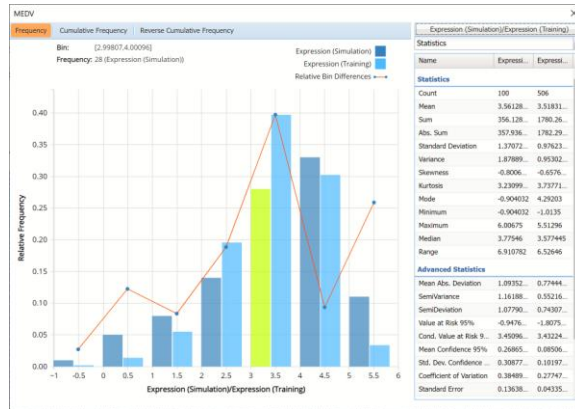 MEDV
Frequency Cumulative Frequency Reverse Cumulative Frequency
Bin: [2.99807,4.00096]
Frequency: 28 (Expression (Simulation))
Expression (Simulation)
Expression (Training)
Relative Bin Differences
Relative Frequency
0.40
0.35
0.30
0.25
0.20
0.15
0.10
0.05
0.00
-1 -0.5 0 0.5 1 1.5 2 2.5 3 3.5 4 4.5 5 5.5 6
Expression (Simulation)/Expression (Training)
Expression (Simulation)/Expression (Training)
Statistics
Name Expressi... Expressi...
Statistics
Count 100 506
Mean 3.56128... 3.51831...
Sum 356.128... 1780.26...
Abs. Sum 357.936... 1782.29...
Standard Deviation 1.37072... 0.97623...
Variance 1.87889... 0.95302...
Skewness -0.8006... -0.6576...
Kurtosis 3.23099... 3.73771...
Mode -0.904032 4.29203
Minimum -0.904032 -1.0135
Maximum 6.00675 5.51296
Median 3.77546 3.577445
Range 6.910782 6.52646
Advanced Statistics
Mean Abs. Deviation 1.09352... 0.77444...
SemiVariance 1.16188... 0.55216...
SemiDeviation 1.07790... 0.74307...
Value at Risk 95% -0.9476... -1.8075...
Cond. Value at Risk 9... 3.45096... 3.43224...
Mean Confidence 95% 0.26865... 0.08506...
Std. Dev. Confidence ... 0.30877... 0.10197...
Coefficient of Variation 0.38489... 0.27747...
Standard Error 0.13638... 0.04335...